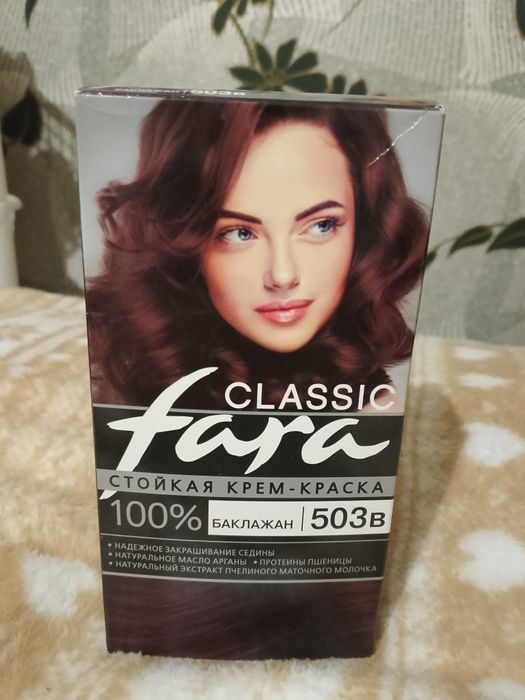 CLASSIC
fara
СТОЙКАЯ КРЕМ-КРАСКА
100% БАКЛАЖАН | 503в
• НАДЕЖНОЕ ЗАКРАШИВАНИЕ СЕДИНЫ
• НАТУРАЛЬНОЕ МАСЛО АРГАНЫ • ПРОТЕИНЫ ПШЕНИЦЫ
• НАТУРАЛЬНЫЙ ЭКСТРАКТ ПЧЕЛИНОГО МАТОЧНОГО МОЛОЧКА